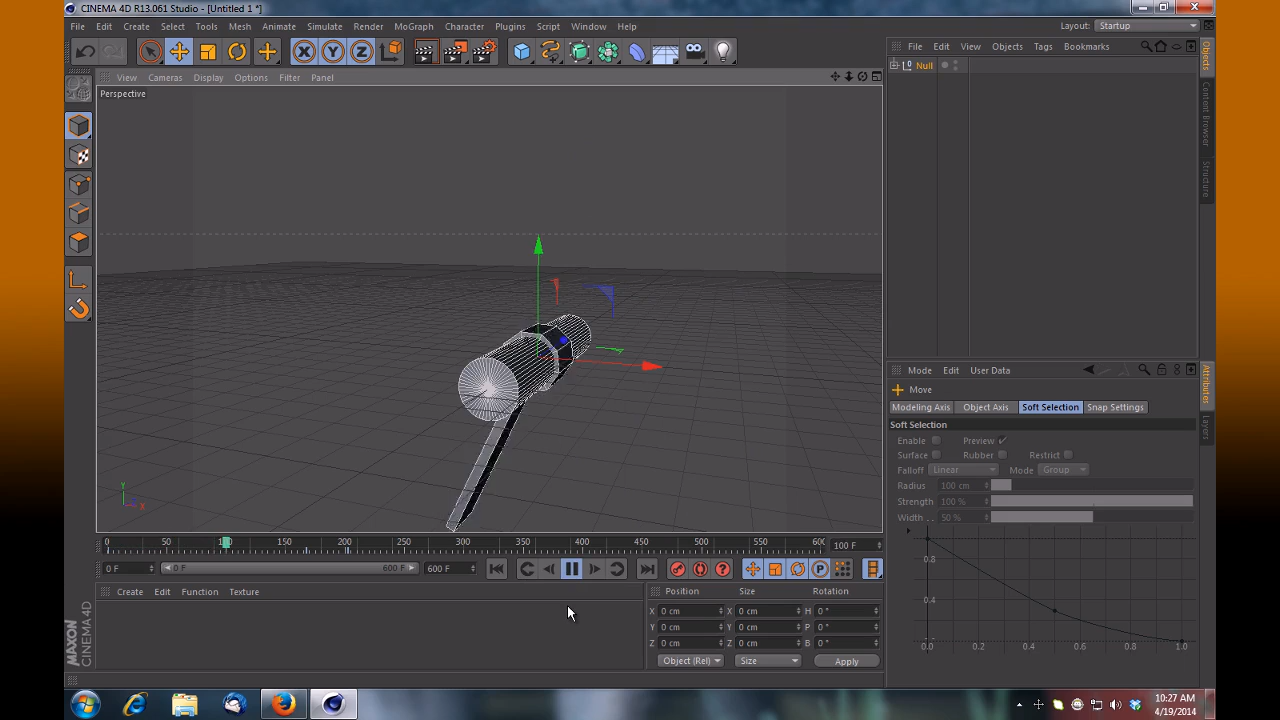 CINEMA 4D R13.061 Studio - [Untitled 1 *]
File Edit Create Select Tools Mesh Animate Simulate Render MoGraph Character Plugins Script Window Help
Layout: Startup
X Y Z
File Edit View Objects Tags Bookmarks
Null
View Cameras Display Options Filter Panel
Perspective
Objects
Content Browser
Structure
Mode Edit User Data
Move
Modeling Axis Object Axis Soft Selection Snap Settings
Soft Selection
Enable Preview
Surface Rubber Restrict
Falloff Linear Mode Group
Radius 100 cm
Strength 100 %
Width . . 50 %
0.8
0.4
0.0 0.2 0.4 0.6 0.8 1.0
Attributes
Layers
Y
X
0 50 100 150 200 250 300 350 400 450 500 550 600
100 F
0 F 0 F 600 F 600 F
P
Create Edit Function Texture
Position Size Rotation
X 0 cm X 0 cm H 0 °
Y 0 cm Y 0 cm P 0 °
Z 0 cm Z 0 cm B 0 °
Object (Rel) Size Apply
MAXON
CINEMA 4D
10:27 AM
4/19/2014